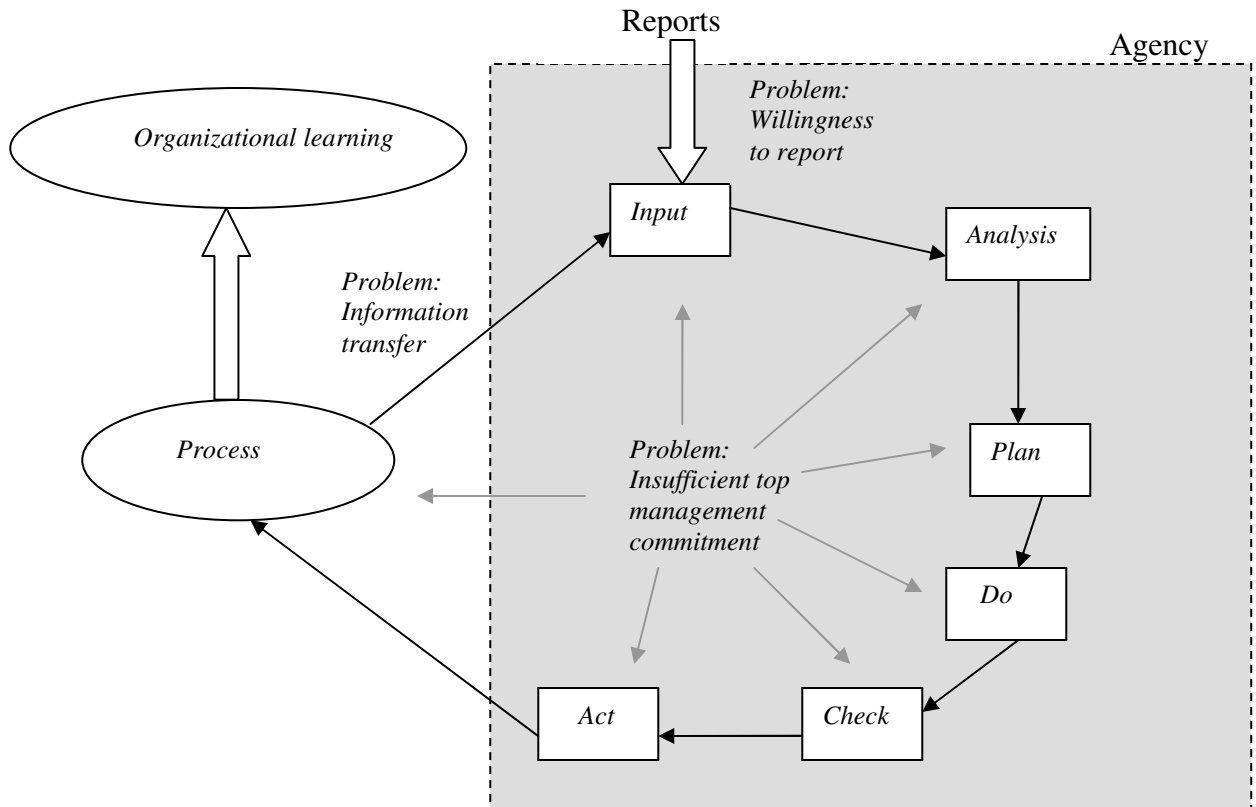 Reports
Agency
Problem:
Willingness
to report
Organizational learning
Input
Analysis
Problem:
Information
transfer
Process
Problem:
Insufficient top
management
commitment
Plan
Do
Act
Check